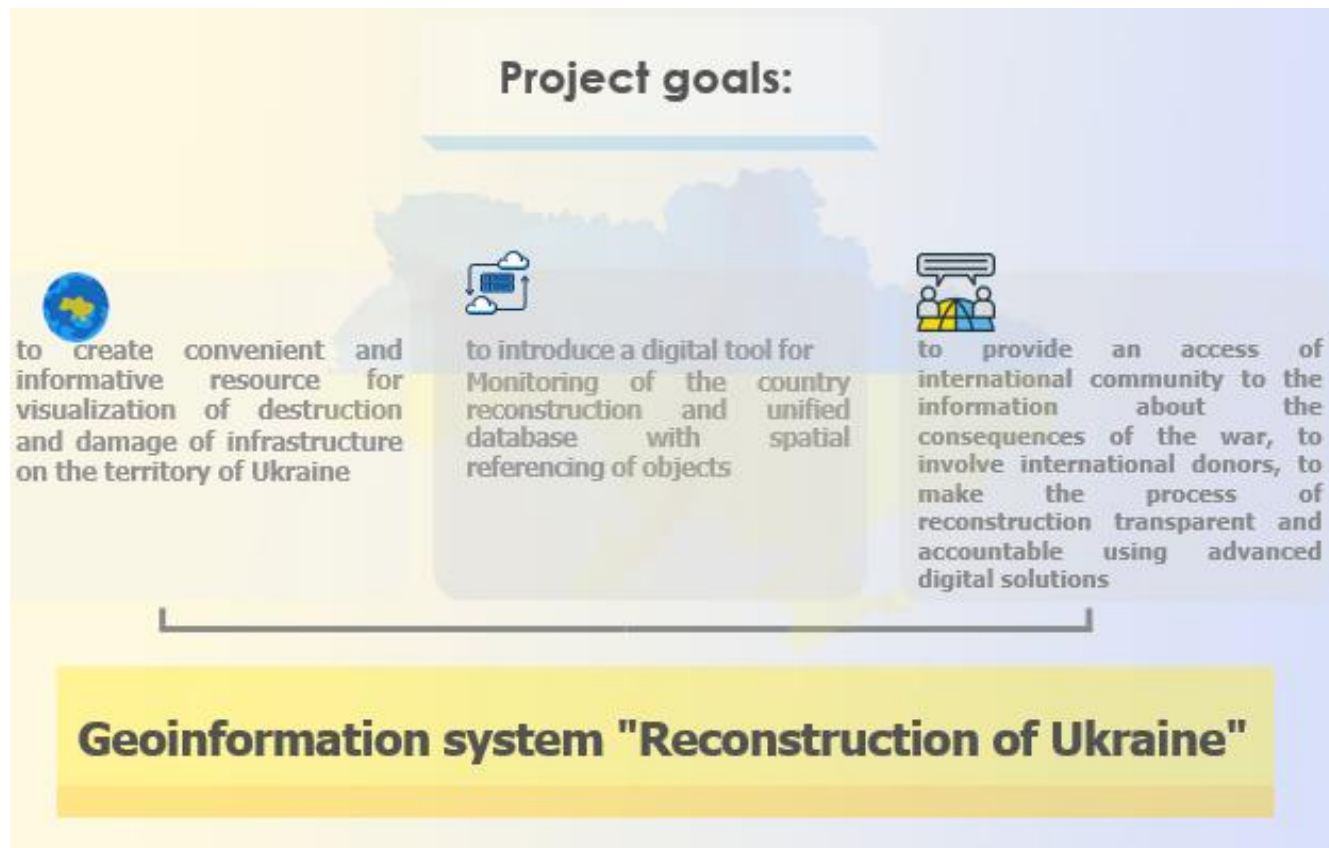 Project goals:
to create convenient and
informative resource for
visualization of destruction
and damage of infrastructure
on the territory of Ukraine
to introduce a digital tool for
Monitoring of the country
reconstruction and unified
database with spatial
referencing of objects
to provide an access of
international community to the
information about the
consequences of the war, to
involve international donors, to
make the process of
reconstruction transparent and
accountable using advanced
digital solutions
Geoinformation system "Reconstruction of Ukraine"